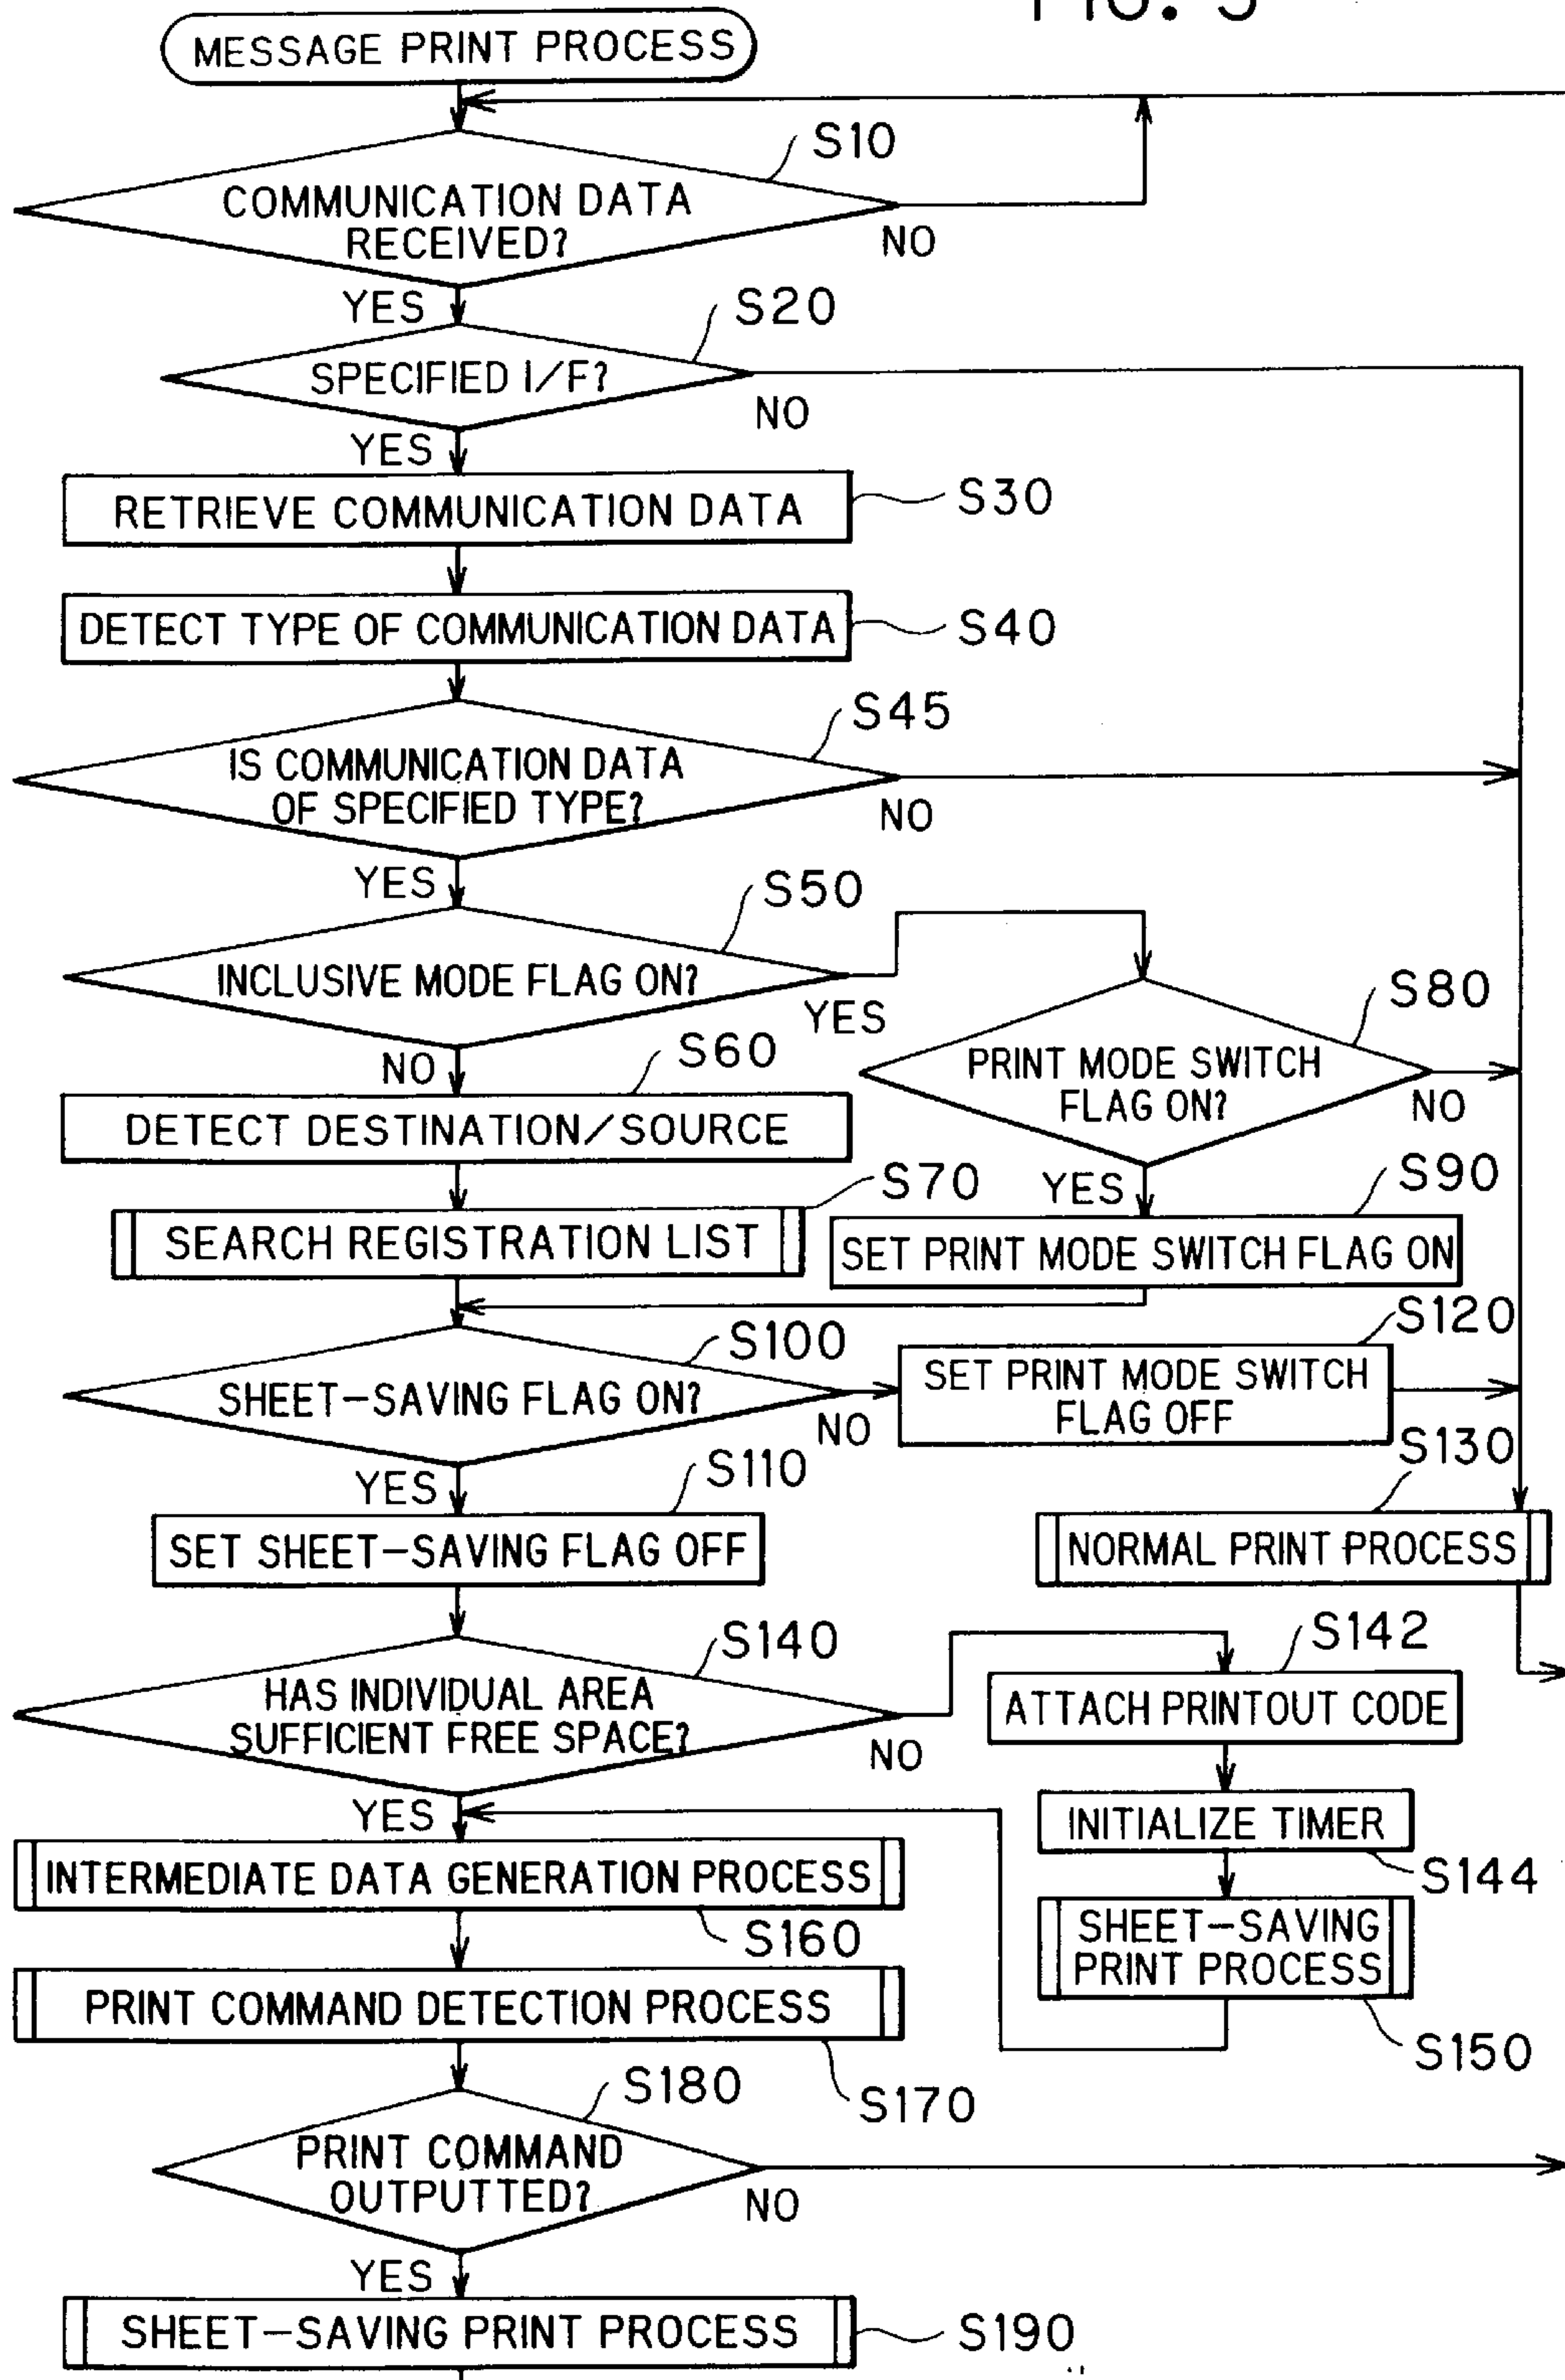 MESSAGE PRINT PROCESS
S10
COMMUNICATION DATA
RECEIVED?
NO
YES
S20
SPECIFIED I/F?
NO
YES
RETRIEVE COMMUNICATION DATA
S30
DETECT TYPE OF COMMUNICATION DATA
S40
S45
IS COMMUNICATION DATA
OF SPECIFIED TYPE?
NO
YES
S50
INCLUSIVE MODE FLAG ON?
YES
NO
S80
PRINT MODE SWITCH
FLAG ON?
NO
YES
S60
DETECT DESTINATION/SOURCE
S70
SEARCH REGISTRATION LIST
S90
SET PRINT MODE SWITCH FLAG ON
S100
SHEET-SAVING FLAG ON?
NO
YES
S120
SET PRINT MODE SWITCH
FLAG OFF
S110
SET SHEET-SAVING FLAG OFF
S130
NORMAL PRINT PROCESS
S140
HAS INDIVIDUAL AREA
SUFFICIENT FREE SPACE?
NO
YES
S142
ATTACH PRINTOUT CODE
INITIALIZE TIMER
S144
SHEET-SAVING
PRINT PROCESS
S150
INTERMEDIATE DATA GENERATION PROCESS
S160
PRINT COMMAND DETECTION PROCESS
S170
S180
PRINT COMMAND
OUTPUTTED?
NO
YES
SHEET-SAVING PRINT PROCESS
S190